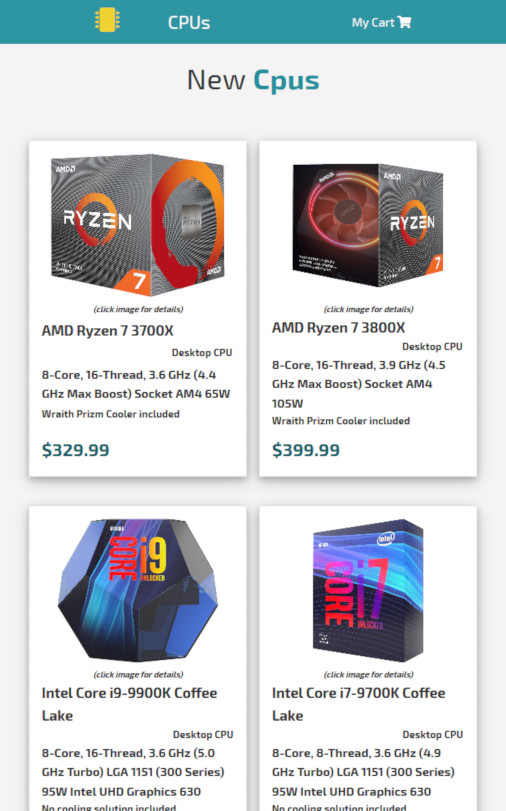 CPUs
My Cart
New Cpus
AMD
RYZEN
RYZEN
7
AMD
(click image for details)
AMD Ryzen 7 3700X
Desktop CPU
8-Core, 16-Thread, 3.6 GHz (4.4
GHz Max Boost) Socket AM4 65W
Wraith Prizm Cooler included
$329.99
AMD
RYZEN
7
(click image for details)
AMD Ryzen 7 3800X
Desktop CPU
8-Core, 16-Thread, 3.9 GHz (4.5
GHz Max Boost) Socket AM4
105W
Wraith Prizm Cooler included
$399.99
CORE i9
UNLOCKED
(click image for details)
Intel Core i9-9900K Coffee
Lake
Desktop CPU
8-Core, 16-Thread, 3.6 GHz (5.0
GHz Turbo) LGA 1151 (300 Series)
95W Intel UHD Graphics 630
No cooling solution included
intel
CORE i7
UNLOCKED
(click image for details)
Intel Core i7-9700K Coffee
Lake
Desktop CPU
8-Core, 8-Thread, 3.6 GHz (4.9
GHz Turbo) LGA 1151 (300 Series)
95W Intel UHD Graphics 630
No cooling solution included